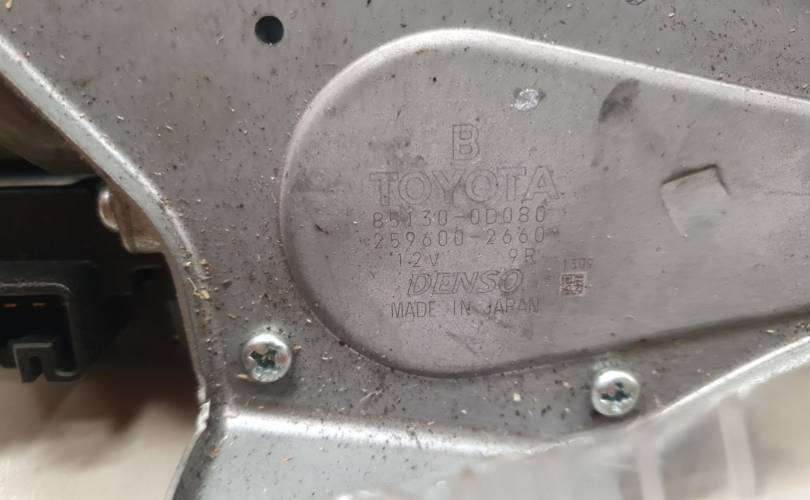 B
TOYOTA
85130-0D080
259600-2660
12V 9R
1309
DENSO
MADE IN JAPAN